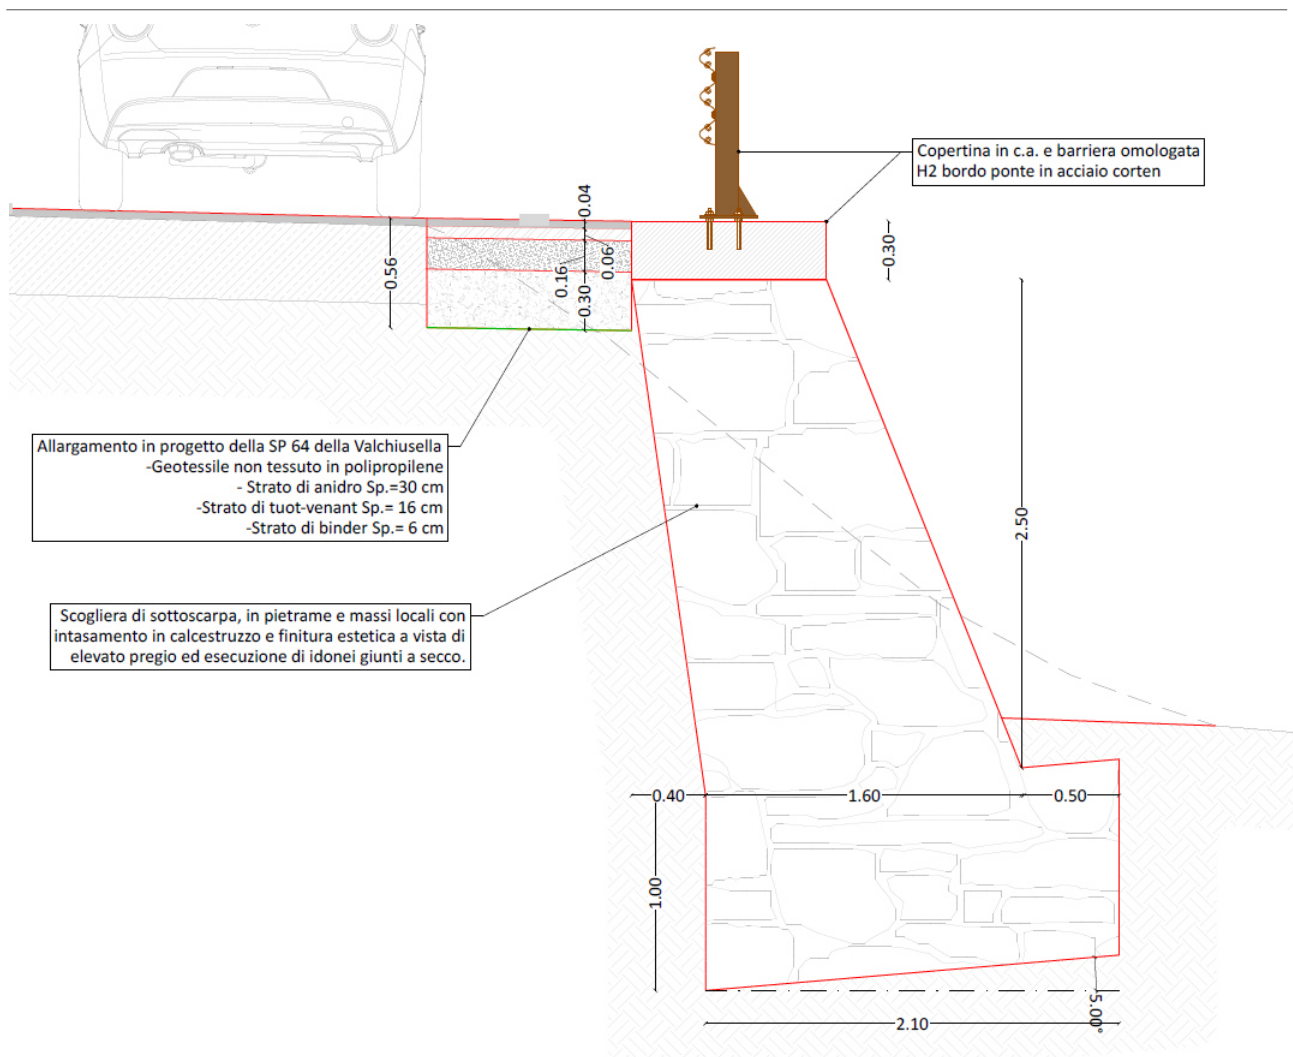 Copertina in c.a. e barriera omologata
H2 bordo ponte in acciaio corten
0.04
0.06
0.16
0.30
0.56
0.30
Allargamento in progetto della SP 64 della Valchiusella
-Geotessile non tessuto in polipropilene
- Strato di anidro Sp.=30 cm
-Strato di tuot-venant Sp.= 16 cm
-Strato di binder Sp.= 6 cm
2.50
Scogliera di sottoscarpa, in pietrame e massi locali con
intasamento in calcestruzzo e finitura estetica a vista di
elevato pregio ed esecuzione di idonei giunti a secco.
0.40
1.60
0.50
1.00
5.00°
2.10